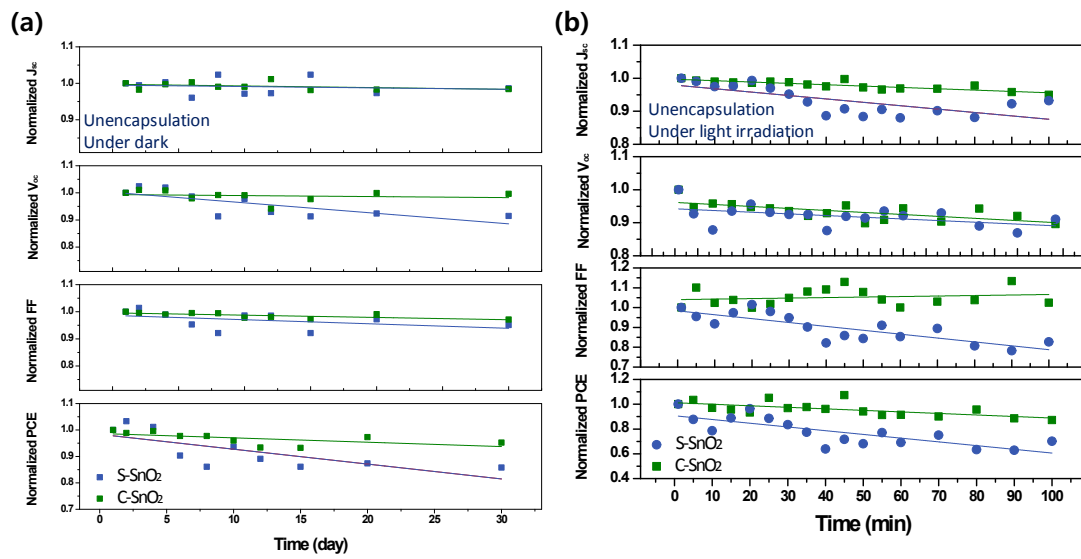 (a)
Normalized Jsc
1.1
1.0
0.9
Unencapsulation
Under dark
Normalized Voc
1.1
1.0
0.9
Normalized FF
1.1
1.0
0.9
Normalized PCE
1.1
1.0
0.9
0.8
0.7
S-SnO2
C-SnO2
0 5 10 15 20 25 30
Time (day)
(b)
Normalized Jsc
1.1
1.0
0.9
0.8
Unencapsulation
Under light irradiation
Normalized Voc
1.1
1.0
0.9
0.8
Normalized FF
1.2
1.1
1.0
0.9
0.8
0.7
Normalized PCE
1.2
1.0
0.8
0.6
0.4
S-SnO2
C-SnO2
0 10 20 30 40 50 60 70 80 90 100
Time (min)